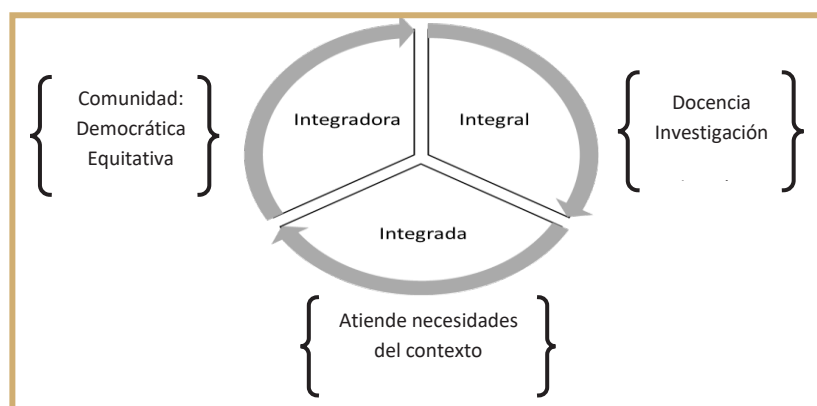 Comunidad:
Democrática
Equitativa
Integradora
Integral
Docencia
Investigación
Integrada
Atiende necesidades
del contexto